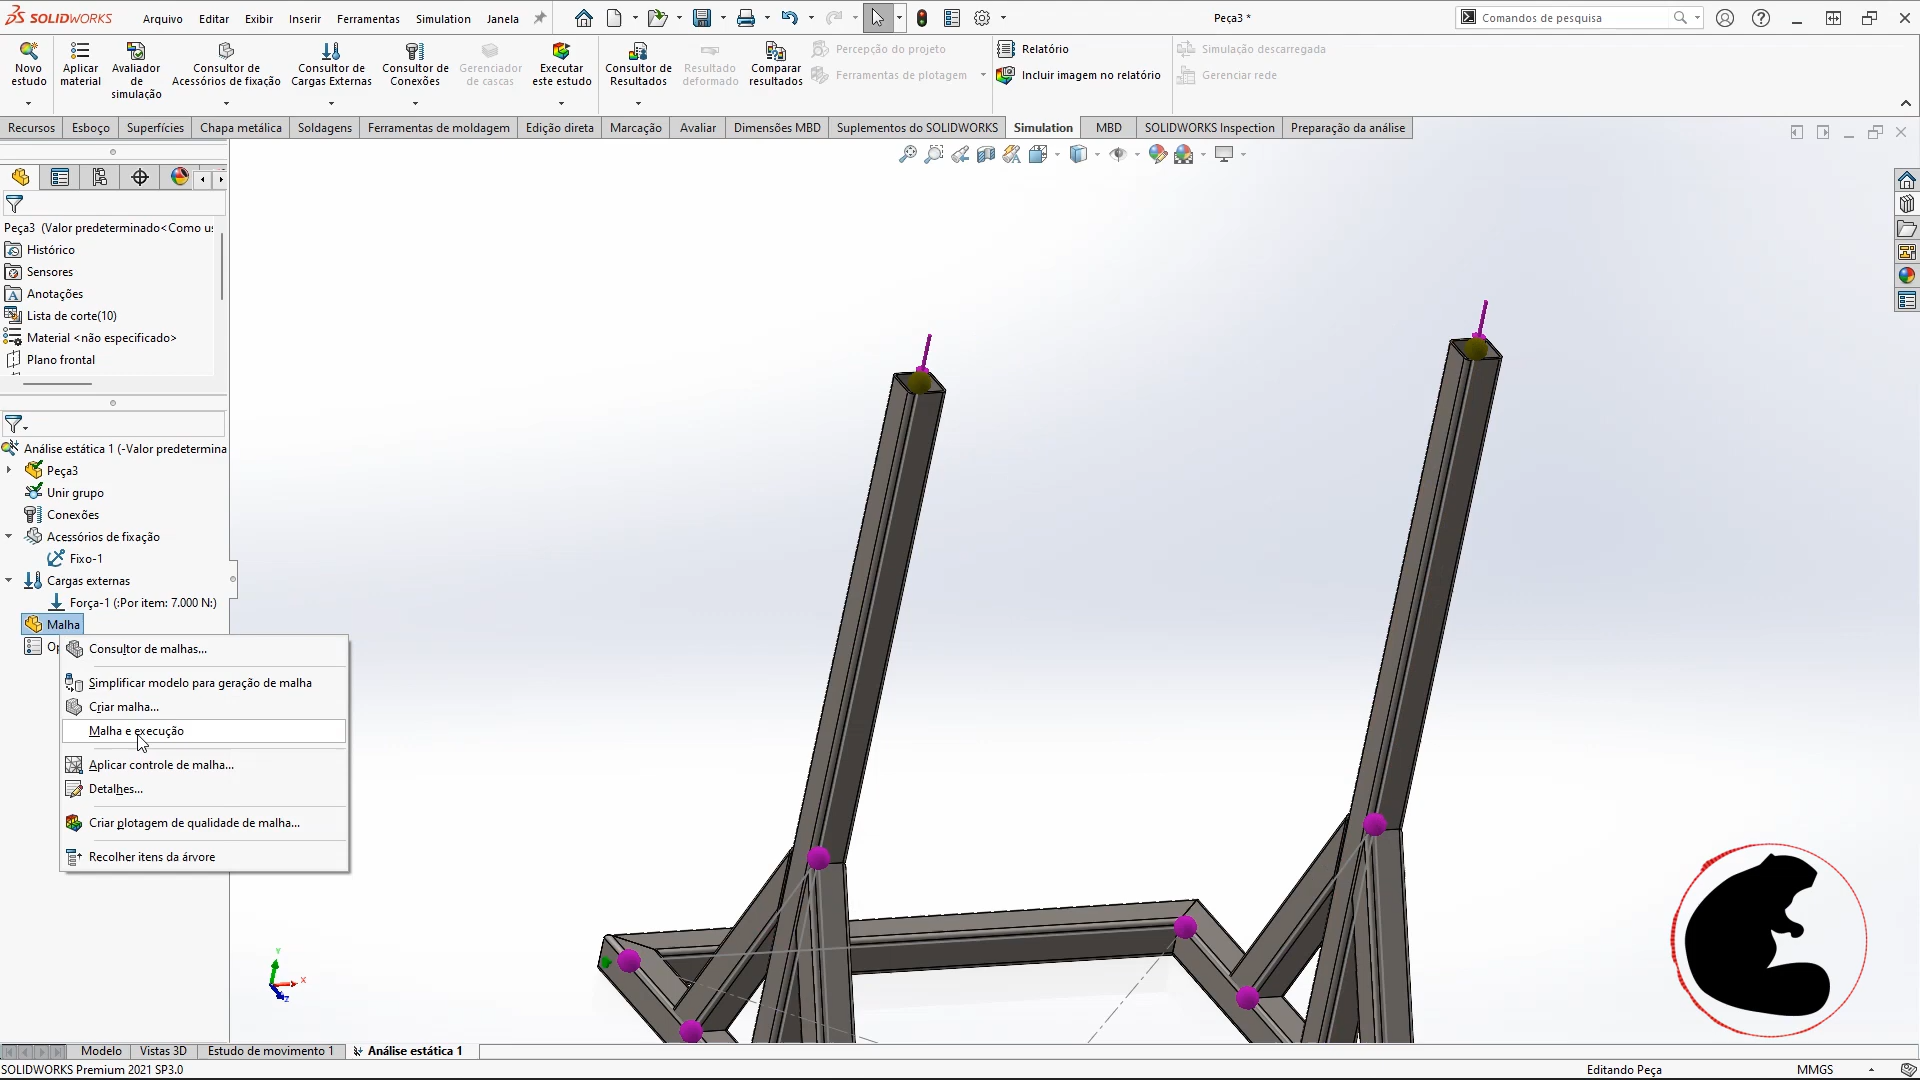 SOLIDWORKS
Arquivo
Editar
Exibir
Inserir
Ferramentas
Simulation
Janela
Peça3 *
Comandos de pesquisa
Novo
estudo
Aplicar
material
Avaliador
de
simulação
Consultor de
Acessórios de fixação
Consultor de
Cargas Externas
Consultor de
Conexões
Gerenciador
de cascas
Executar
este estudo
Consultor de
Resultados
Resultado
deformado
Comparar
resultados
Percepção do projeto
Ferramentas de plotagem
Relatório
Incluir imagem no relatório
Simulação descarregada
Gerenciar rede
Recursos
Esboço
Superfícies
Chapa metálica
Soldagens
Ferramentas de moldagem
Edição direta
Marcação
Avaliar
Dimensões MBD
Suplementos do SOLIDWORKS
Simulation
MBD
SOLIDWORKS Inspection
Preparação da análise
Peça3 (Valor predeterminado<Como us
Histórico
Sensores
Anotações
Lista de corte(10)
Material <não especificado>
Plano frontal
Análise estática 1 (-Valor predetermina
Peça3
Unir grupo
Conexões
Acessórios de fixação
Fixo-1
Cargas externas
Força-1 (:Por item: 7.000 N:)
Malha
Op
Consultor de malhas...
Simplificar modelo para geração de malha
Criar malha...
Malha e execução
Aplicar controle de malha...
Detalhes...
Criar plotagem de qualidade de malha...
Recolher itens da árvore
Y
X
Z
Modelo
Vistas 3D
Estudo de movimento 1
Análise estática 1
SOLIDWORKS Premium 2021 SP3.0
Editando Peça
MMGS